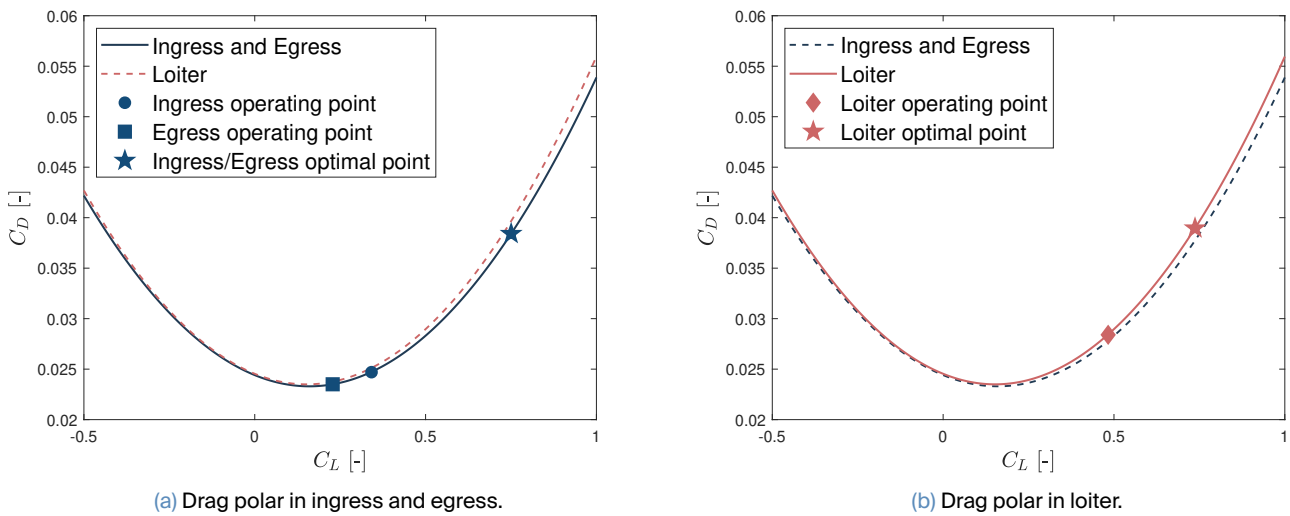 0.06
0.055
0.05
0.045
0.04
0.035
0.03
0.025
0.02
C_D [-]
Ingress and Egress
Loiter
Ingress operating point
Egress operating point
Ingress/Egress optimal point
-0.5 0 0.5 1
C_L [-]
(a) Drag polar in ingress and egress.
0.06
0.055
0.05
0.045
0.04
0.035
0.03
0.025
0.02
C_D [-]
Ingress and Egress
Loiter
Loiter operating point
Loiter optimal point
-0.5 0 0.5 1
C_L [-]
(b) Drag polar in loiter.